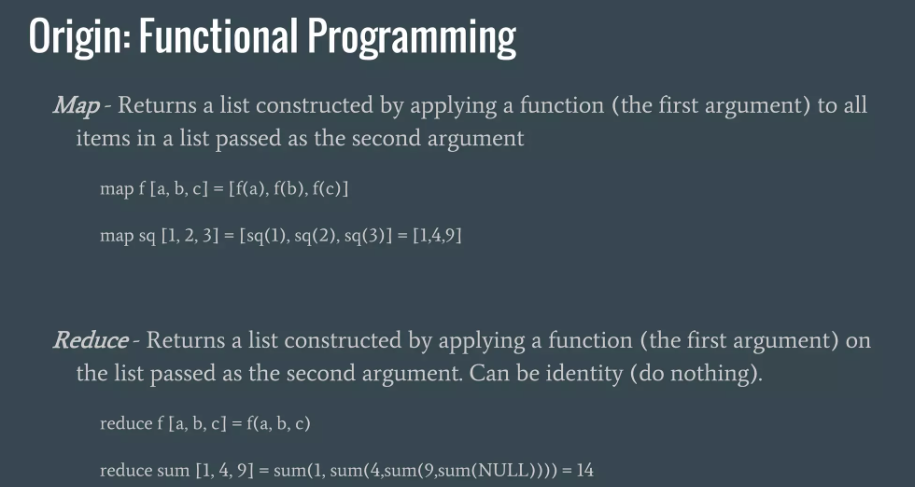 Origin: Functional Programming
Map - Returns a list constructed by applying a function (the first argument) to all
items in a list passed as the second argument
map f [a, b, c] = [f(a), f(b), f(c)]
map sq [1, 2, 3] = [sq(1), sq(2), sq(3)] = [1,4,9]
Reduce - Returns a list constructed by applying a function (the first argument) on
the list passed as the second argument. Can be identity (do nothing).
reduce f [a, b, c] = f(a, b, c)
reduce sum [1, 4, 9] = sum(1, sum(4,sum(9,sum(NULL)))) = 14